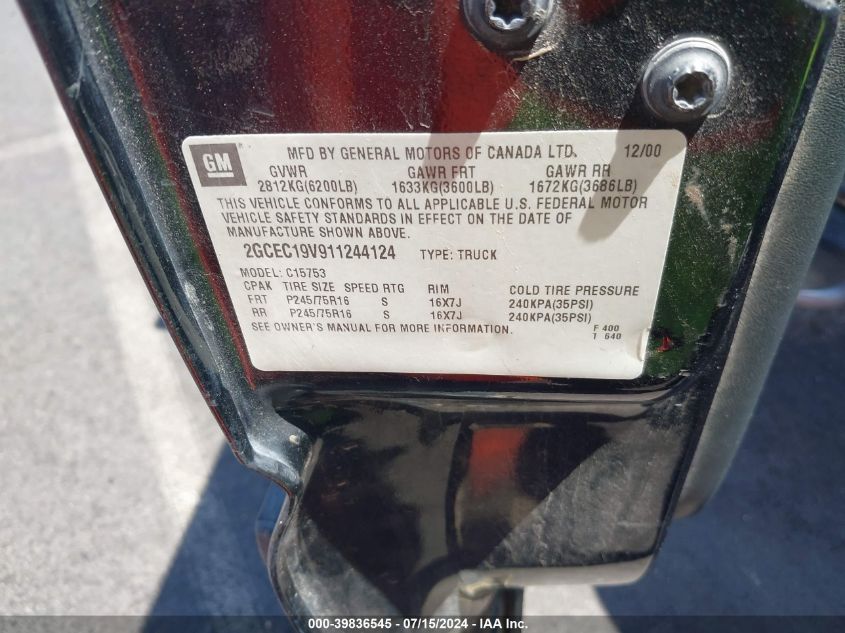 GM MFD BY GENERAL MOTORS OF CANADA LTD. 12/00
GVWR GAWR FRT GAWR RR
2812KG(6200LB) 1633KG(3600LB) 1672KG(3686LB)
THIS VEHICLE CONFORMS TO ALL APPLICABLE U.S. FEDERAL MOTOR
VEHICLE SAFETY STANDARDS IN EFFECT ON THE DATE OF
MANUFACTURE SHOWN ABOVE.
2GCEC19V911244124 TYPE: TRUCK
MODEL: C15753
CPAK TIRE SIZE SPEED RTG RIM COLD TIRE PRESSURE
FRT P245/75R16 S 16X7J 240KPA(35PSI)
RR P245/75R16 S 16X7J 240KPA(35PSI)
SEE OWNER'S MANUAL FOR MORE INFORMATION. F 400
T 640
000-39836545 - 07/15/2024 - IAAI.com